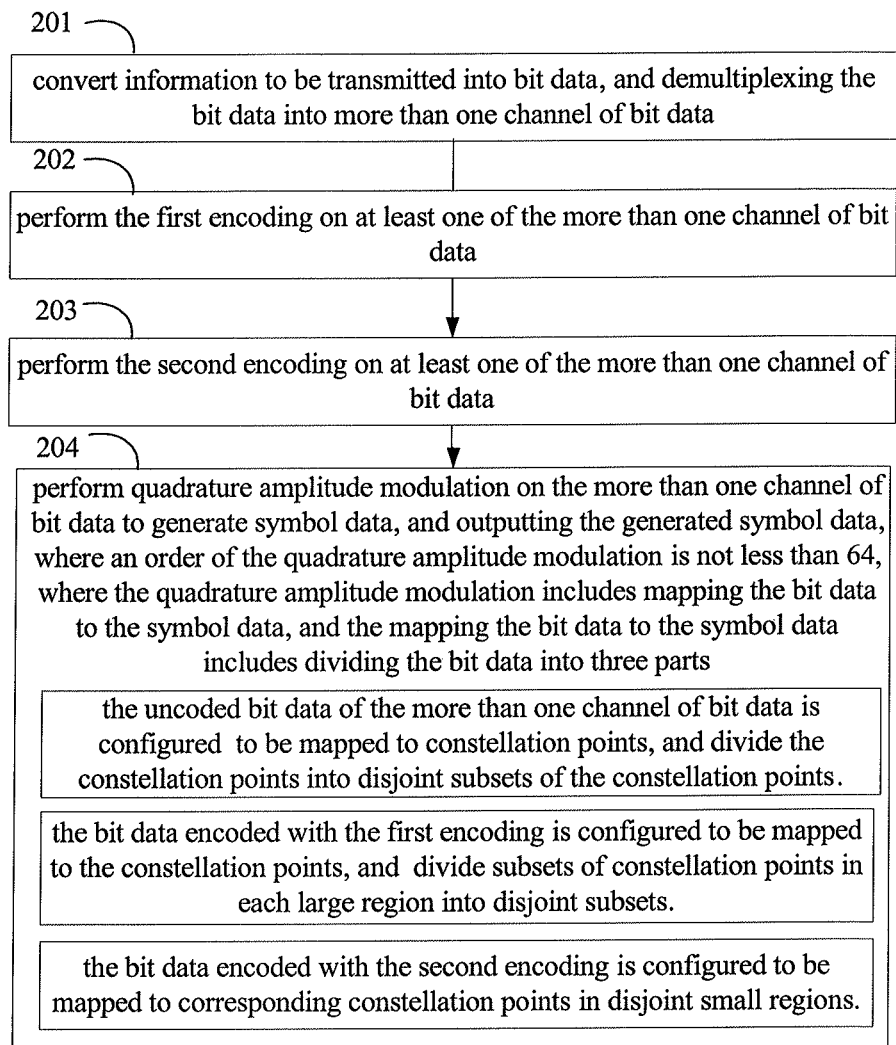 201
convert information to be transmitted into bit data, and demultiplexing the
bit data into more than one channel of bit data
202
perform the first encoding on at least one of the more than one channel of bit
data
203
perform the second encoding on at least one of the more than one channel of
bit data
204
perform quadrature amplitude modulation on the more than one channel of
bit data to generate symbol data, and outputting the generated symbol data,
where an order of the quadrature amplitude modulation is not less than 64,
where the quadrature amplitude modulation includes mapping the bit data
to the symbol data, and the mapping the bit data to the symbol data
includes dividing the bit data into three parts
the uncoded bit data of the more than one channel of bit data is
configured to be mapped to constellation points, and divide the
constellation points into disjoint subsets of the constellation points.
the bit data encoded with the first encoding is configured to be mapped
to the constellation points, and divide subsets of constellation points in
each large region into disjoint subsets.
the bit data encoded with the second encoding is configured to be
mapped to corresponding constellation points in disjoint small regions.